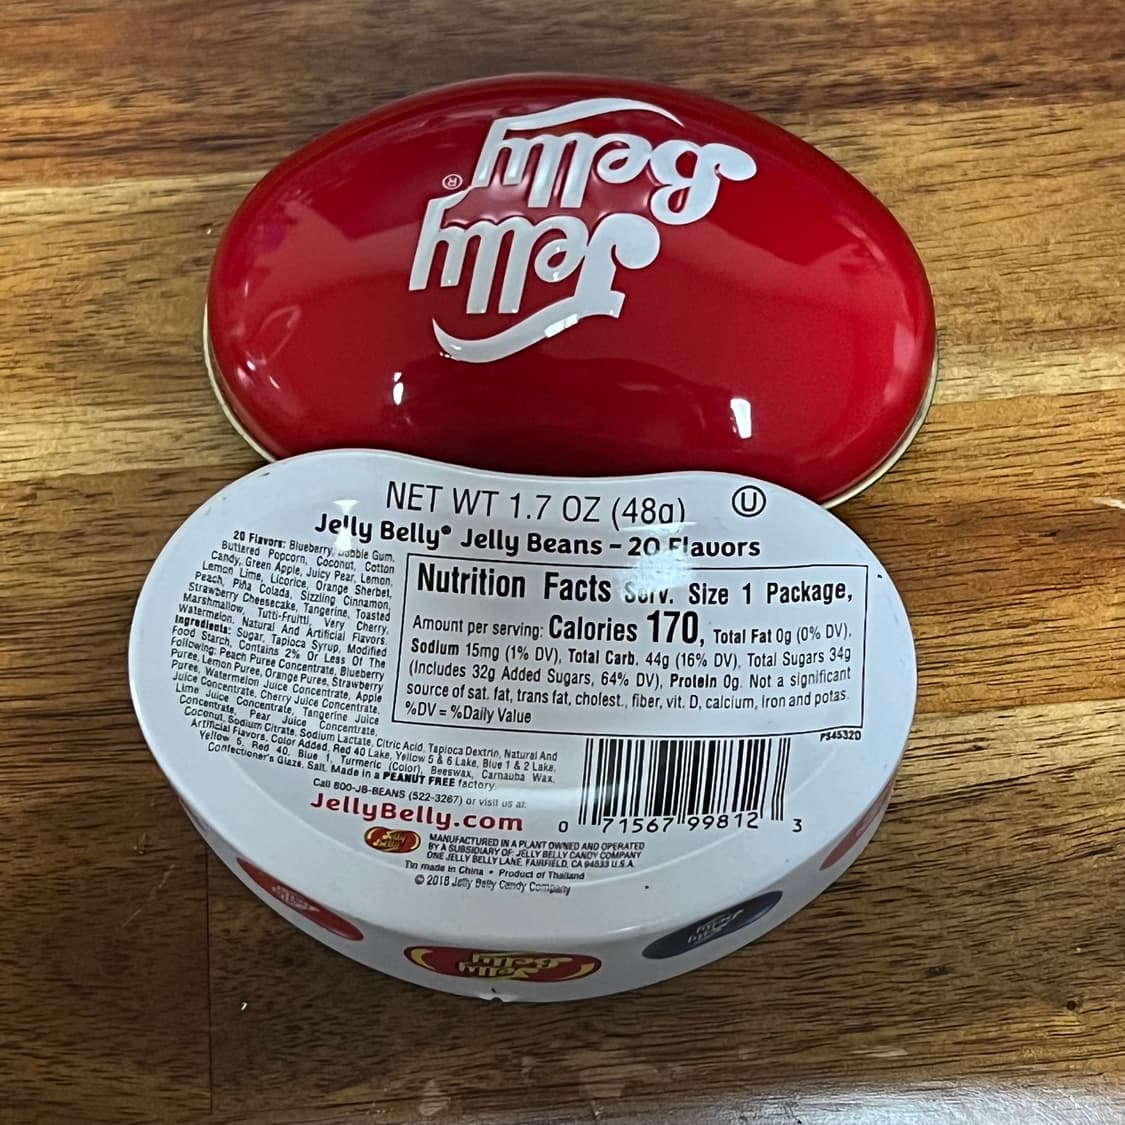 Jelly
Belly®
NET WT 1.7 OZ (48g)
Ⓤ
Jelly Belly® Jelly Beans – 20 Flavors
20 Flavors: Blueberry, Bubble Gum,
Buttered Popcorn, Coconut, Cotton
Candy, Green Apple, Juicy Pear, Lemon,
Lemon Lime, Licorice, Orange Sherbet,
Peach, Piña Colada, Sizzling Cinnamon,
Strawberry Cheesecake, Tangerine, Toasted
Marshmallow, Tutti-Fruitti, Very Cherry,
Watermelon. Natural And Artificial Flavors.
Ingredients: Sugar, Tapioca Syrup, Modified
Food Starch, Contains 2% Or Less Of The
Following: Peach Puree Concentrate, Blueberry
Puree, Lemon Puree, Orange Puree, Strawberry
Puree, Watermelon Juice Concentrate, Apple
Juice Concentrate, Cherry Juice Concentrate,
Lime Juice Concentrate, Tangerine Juice
Concentrate, Pear Juice Concentrate,
Coconut, Sodium Citrate, Sodium Lactate, Citric Acid, Tapioca Dextrin, Natural And
Artificial Flavors, Color Added, Red 40 Lake, Yellow 5 & 6 Lake, Blue 1 & 2 Lake,
Yellow 5, Red 40, Blue 1, Turmeric (Color), Beeswax, Carnauba Wax,
Confectioner's Glaze, Salt. Made in a PEANUT FREE factory.
Nutrition Facts Serv. Size 1 Package,
Amount per serving: Calories 170, Total Fat 0g (0% DV),
Sodium 15mg (1% DV), Total Carb. 44g (16% DV), Total Sugars 34g
(Includes 32g Added Sugars, 64% DV), Protein 0g. Not a significant
source of sat. fat, trans fat, cholest., fiber, vit. D, calcium, iron and potas.
%DV = %Daily Value
PS4532D
Call 800-JB-BEANS (522-3267) or visit us at:
JellyBelly.com
0 71567 99812 3
Jelly
Belly
MANUFACTURED IN A PLANT OWNED AND OPERATED
BY A SUBSIDIARY OF JELLY BELLY CANDY COMPANY
ONE JELLY BELLY LANE, FAIRFIELD, CA 94533 U.S.A.
Tin made in China • Product of Thailand
© 2018 Jelly Belly Candy Company
Jelly
Belly